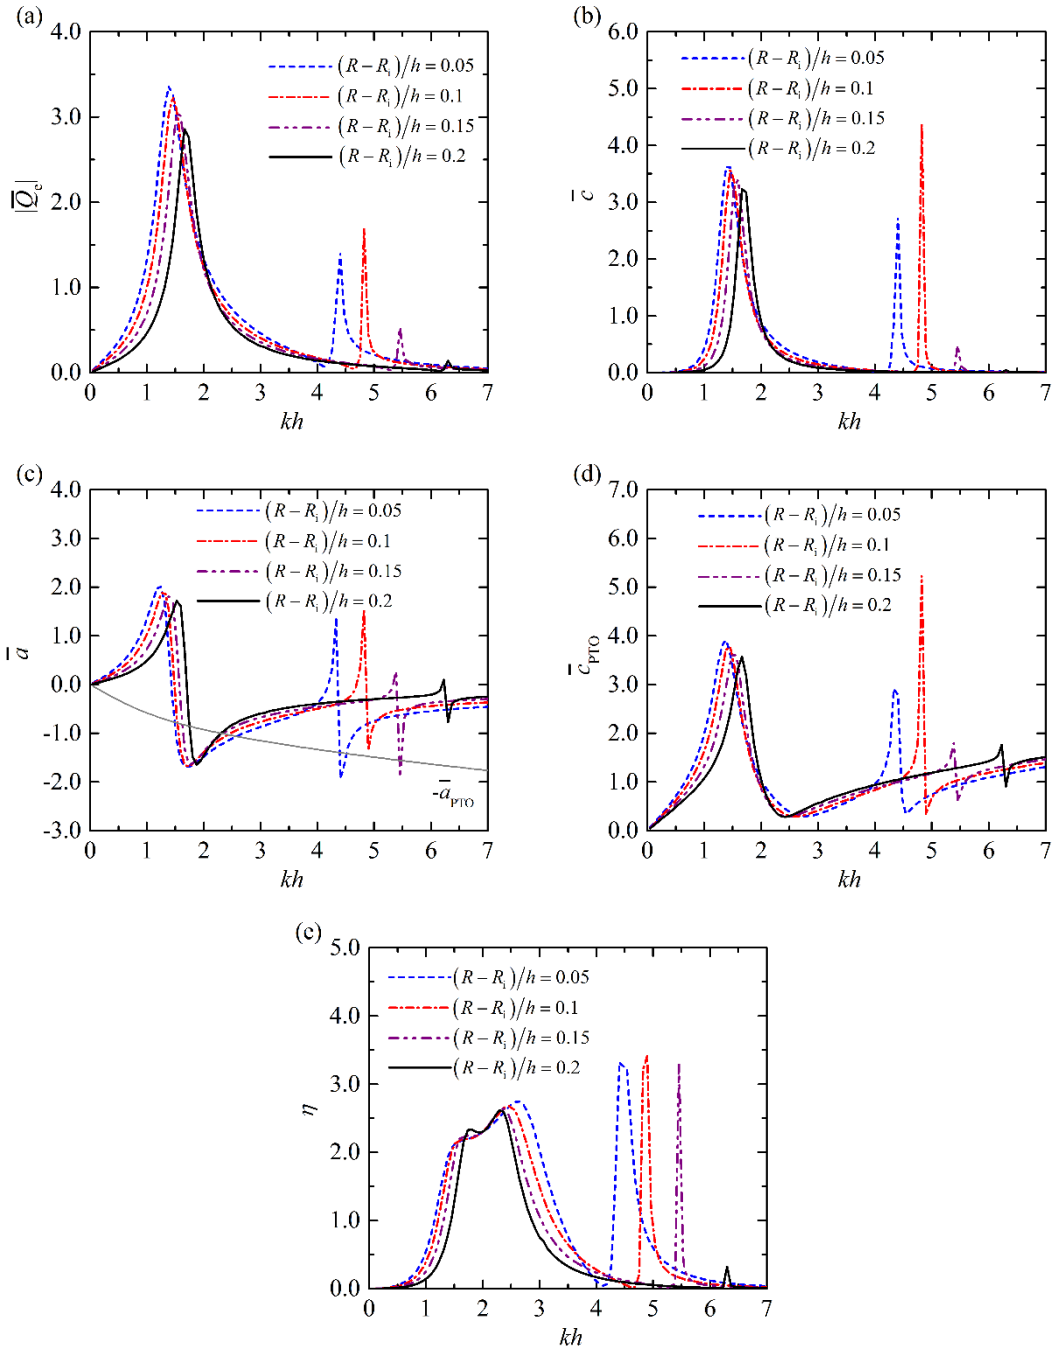 (a)
4.0
3.0
2.0
1.0
0.0
|Q̅e|
(R−Ri)/h = 0.05
(R−Ri)/h = 0.1
(R−Ri)/h = 0.15
(R−Ri)/h = 0.2
0 1 2 3 4 5 6 7
kh
(b)
6.0
5.0
4.0
3.0
2.0
1.0
0.0
c̅
(R−Ri)/h = 0.05
(R−Ri)/h = 0.1
(R−Ri)/h = 0.15
(R−Ri)/h = 0.2
0 1 2 3 4 5 6 7
kh
(c)
4.0
3.0
2.0
1.0
0.0
-1.0
-2.0
-3.0
a̅
(R−Ri)/h = 0.05
(R−Ri)/h = 0.1
(R−Ri)/h = 0.15
(R−Ri)/h = 0.2
-a̅PTO
0 1 2 3 4 5 6 7
kh
(d)
7.0
6.0
5.0
4.0
3.0
2.0
1.0
0.0
c̅PTO
(R−Ri)/h = 0.05
(R−Ri)/h = 0.1
(R−Ri)/h = 0.15
(R−Ri)/h = 0.2
0 1 2 3 4 5 6 7
kh
(e)
5.0
4.0
3.0
2.0
1.0
0.0
η
(R−Ri)/h = 0.05
(R−Ri)/h = 0.1
(R−Ri)/h = 0.15
(R−Ri)/h = 0.2
0 1 2 3 4 5 6 7
kh